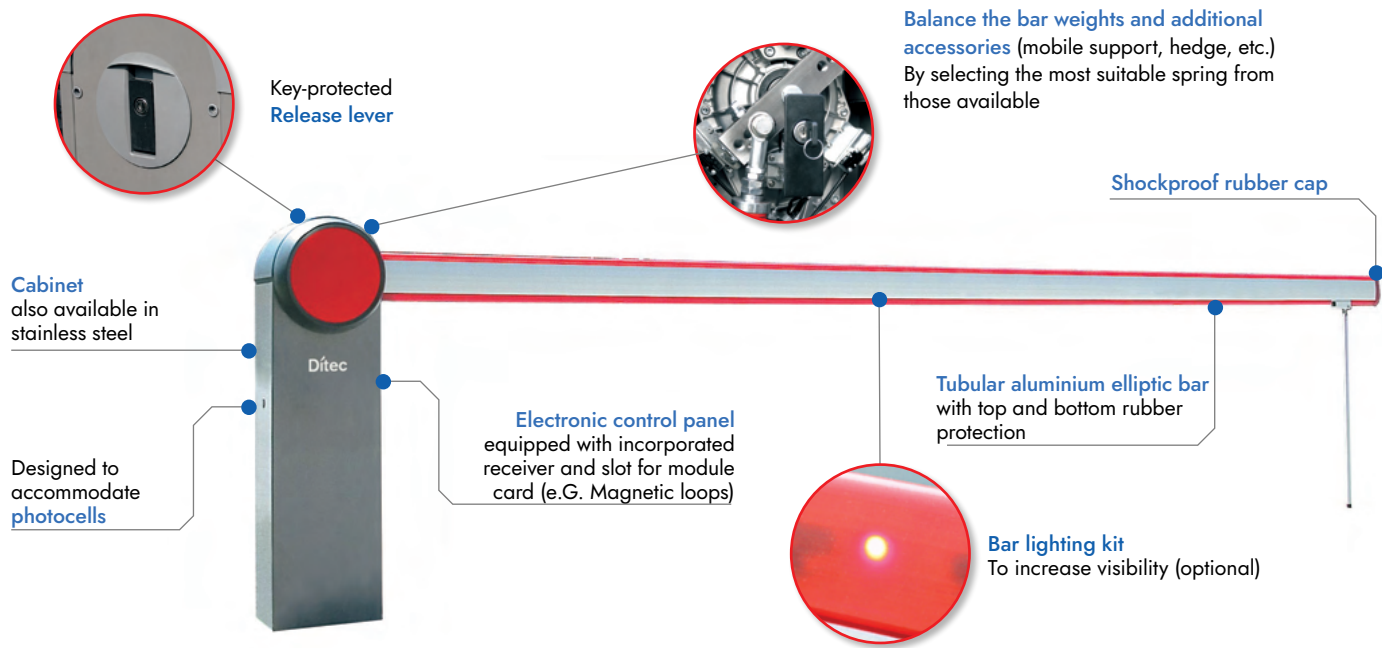 Key-protected
Release lever
Balance the bar weights and additional
accessories (mobile support, hedge, etc.)
By selecting the most suitable spring from
those available
Shockproof rubber cap
Cabinet
also available in
stainless steel
Ditec
Tubular aluminium elliptic bar
with top and bottom rubber
protection
Electronic control panel
equipped with incorporated
receiver and slot for module
card (e.G. Magnetic loops)
Designed to
accommodate
photocells
Bar lighting kit
To increase visibility (optional)